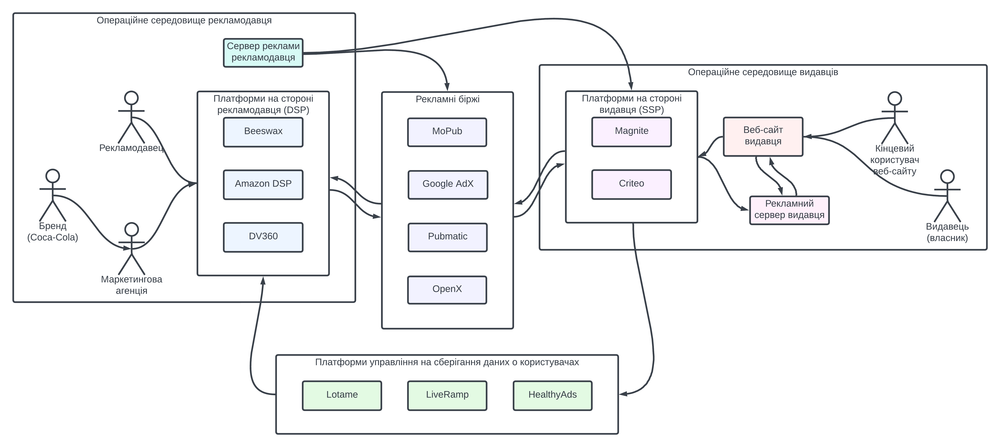 Операційне середовище рекламодавця
Сервер реклами
рекламодавця
Рекламодавец
Бренд
(Coca-Cola)
Маркетингова
агенція
Платформи на стороні
рекламодавця (DSP)
Beeswax
Amazon DSP
DV360
Рекламні біржі
MoPub
Google AdX
Pubmatic
OpenX
Операційне середовище видавців
Платформи на стороні
видавця (SSP)
Magnite
Criteo
Веб-сайт
видавця
Рекламний
сервер видавця
Кінцевий
користувач
веб-сайту
Видавець
(власник)
Платформи управління на сберігання даних о користувачах
Lotame
LiveRamp
HealthyAds